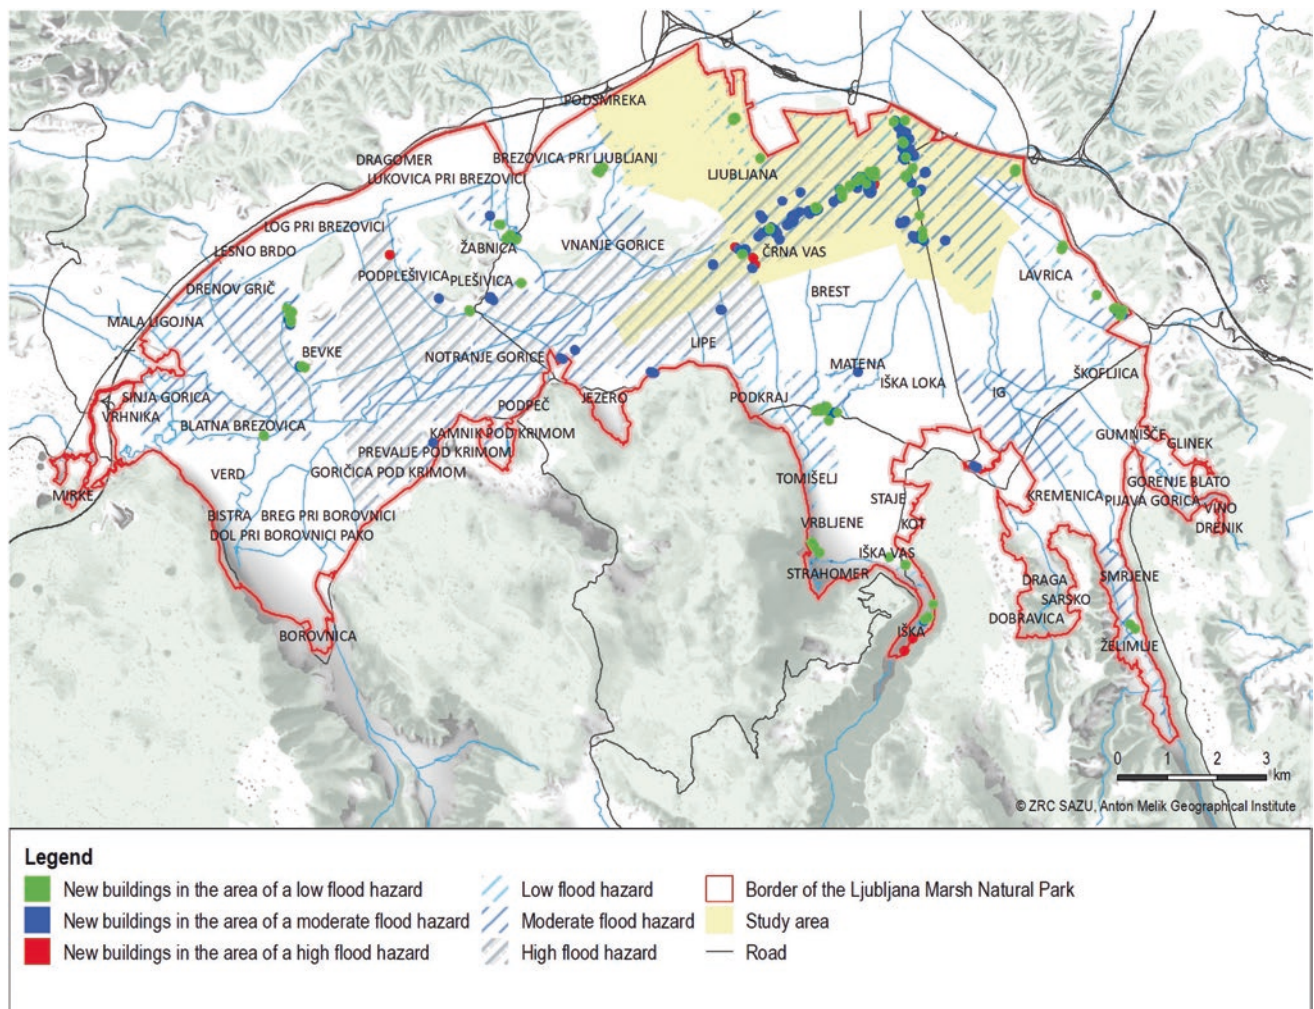 PODSMREKA
DRAGOMER
BREZOVICA PRI LJUBLJANI
LUKOVICA PRI BREZOVICI
LJUBLJANA
LOG PRI BREZOVICI
LESNO BRDO
ŽABNICA
VNANJE GORICE
ČRNA VAS
PODPLEŠIVICA
PLEŠIVICA
LAVRICA
DRENOV GRIČ
BREST
MALA LIGOJNA
BEVKE
NOTRANJE GORICE
LIPE
MATENA
IŠKA LOKA
ŠKOFLJICA
SINJA GORICA
VRHNIKA
BLATNA BREZOVICA
PODPEČ
JEZERO
PODKRAJ
IG
KAMNIK POD KRIMOM
PREVALJE POD KRIMOM
GORIČICA POD KRIMOM
GUMNIŠČE
GLINEK
VERD
TOMIŠELJ
GORENJE BLATO
MIRKE
STAJE
KREMENICA
PIJAVA GORICA
VINO
BISTRA
BREG PRI BOROVNICI
VRBLJENE
KOT
DRENIK
DOL PRI BOROVNICI
PAKO
IŠKA VAS
STRAHOMER
DRAGA
SMRJENE
SARSKO
DOBRAVICA
BOROVNICA
IŠKA
ŽELIMLJE
0 1 2 3
km
© ZRC SAZU, Anton Melik Geographical Institute
Legend
New buildings in the area of a low flood hazard
New buildings in the area of a moderate flood hazard
New buildings in the area of a high flood hazard
Low flood hazard
Moderate flood hazard
High flood hazard
Border of the Ljubljana Marsh Natural Park
Study area
Road